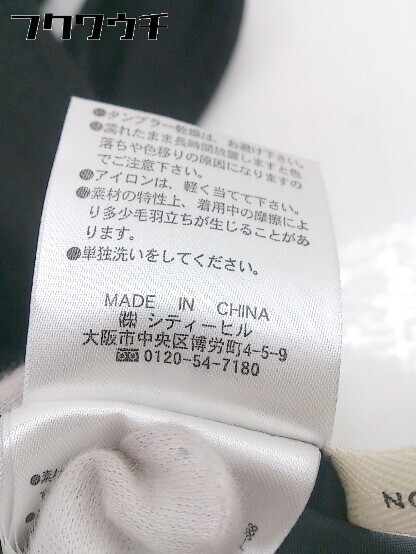 フクワウチ
●タンブラー乾燥は、お避け下さい。
●濡れたまま長時間放置しますと色
落ちや色移りの原因になりますの
でご注意下さい。
●アイロンは、軽く当てて下さい。
●素材の特性上、着用中の摩擦によ
り多少毛羽立ちが生じることがあ
ります。
●単独洗いをしてください。
MADE IN CHINA
㈱ シティーヒル
大阪市中央区博労町4-5-9
0120-54-7180
●素材
NO